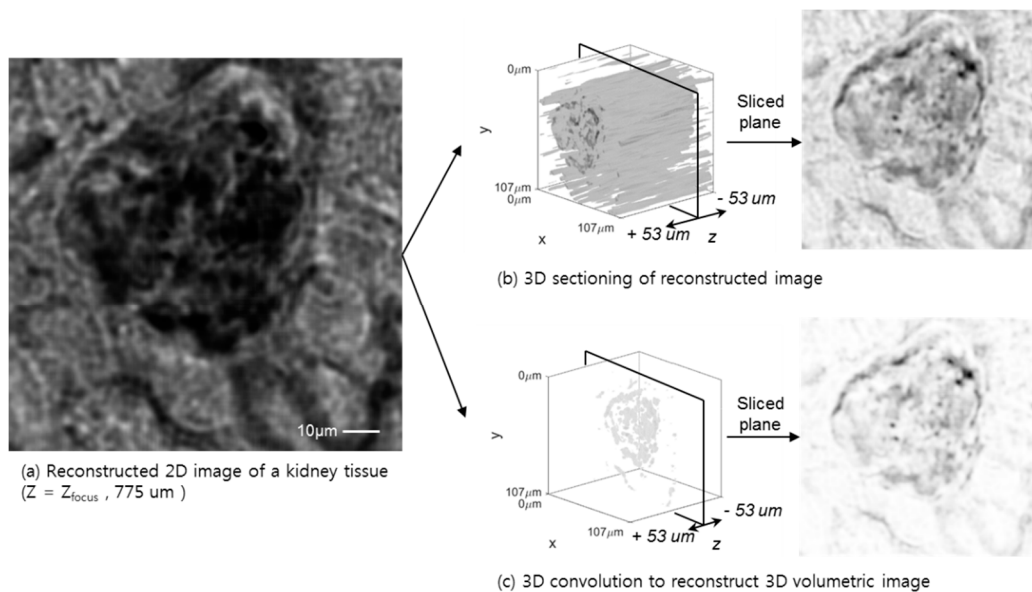 10μm
(a) Reconstructed 2D image of a kidney tissue
(Z = Zfocus , 775 um )
0μm
y
107μm
0μm
x
107μm
+ 53 um
z
- 53 um
Sliced
plane
(b) 3D sectioning of reconstructed image
0μm
y
107μm
0μm
x
107μm
+ 53 um
z
- 53 um
Sliced
plane
(c) 3D convolution to reconstruct 3D volumetric image